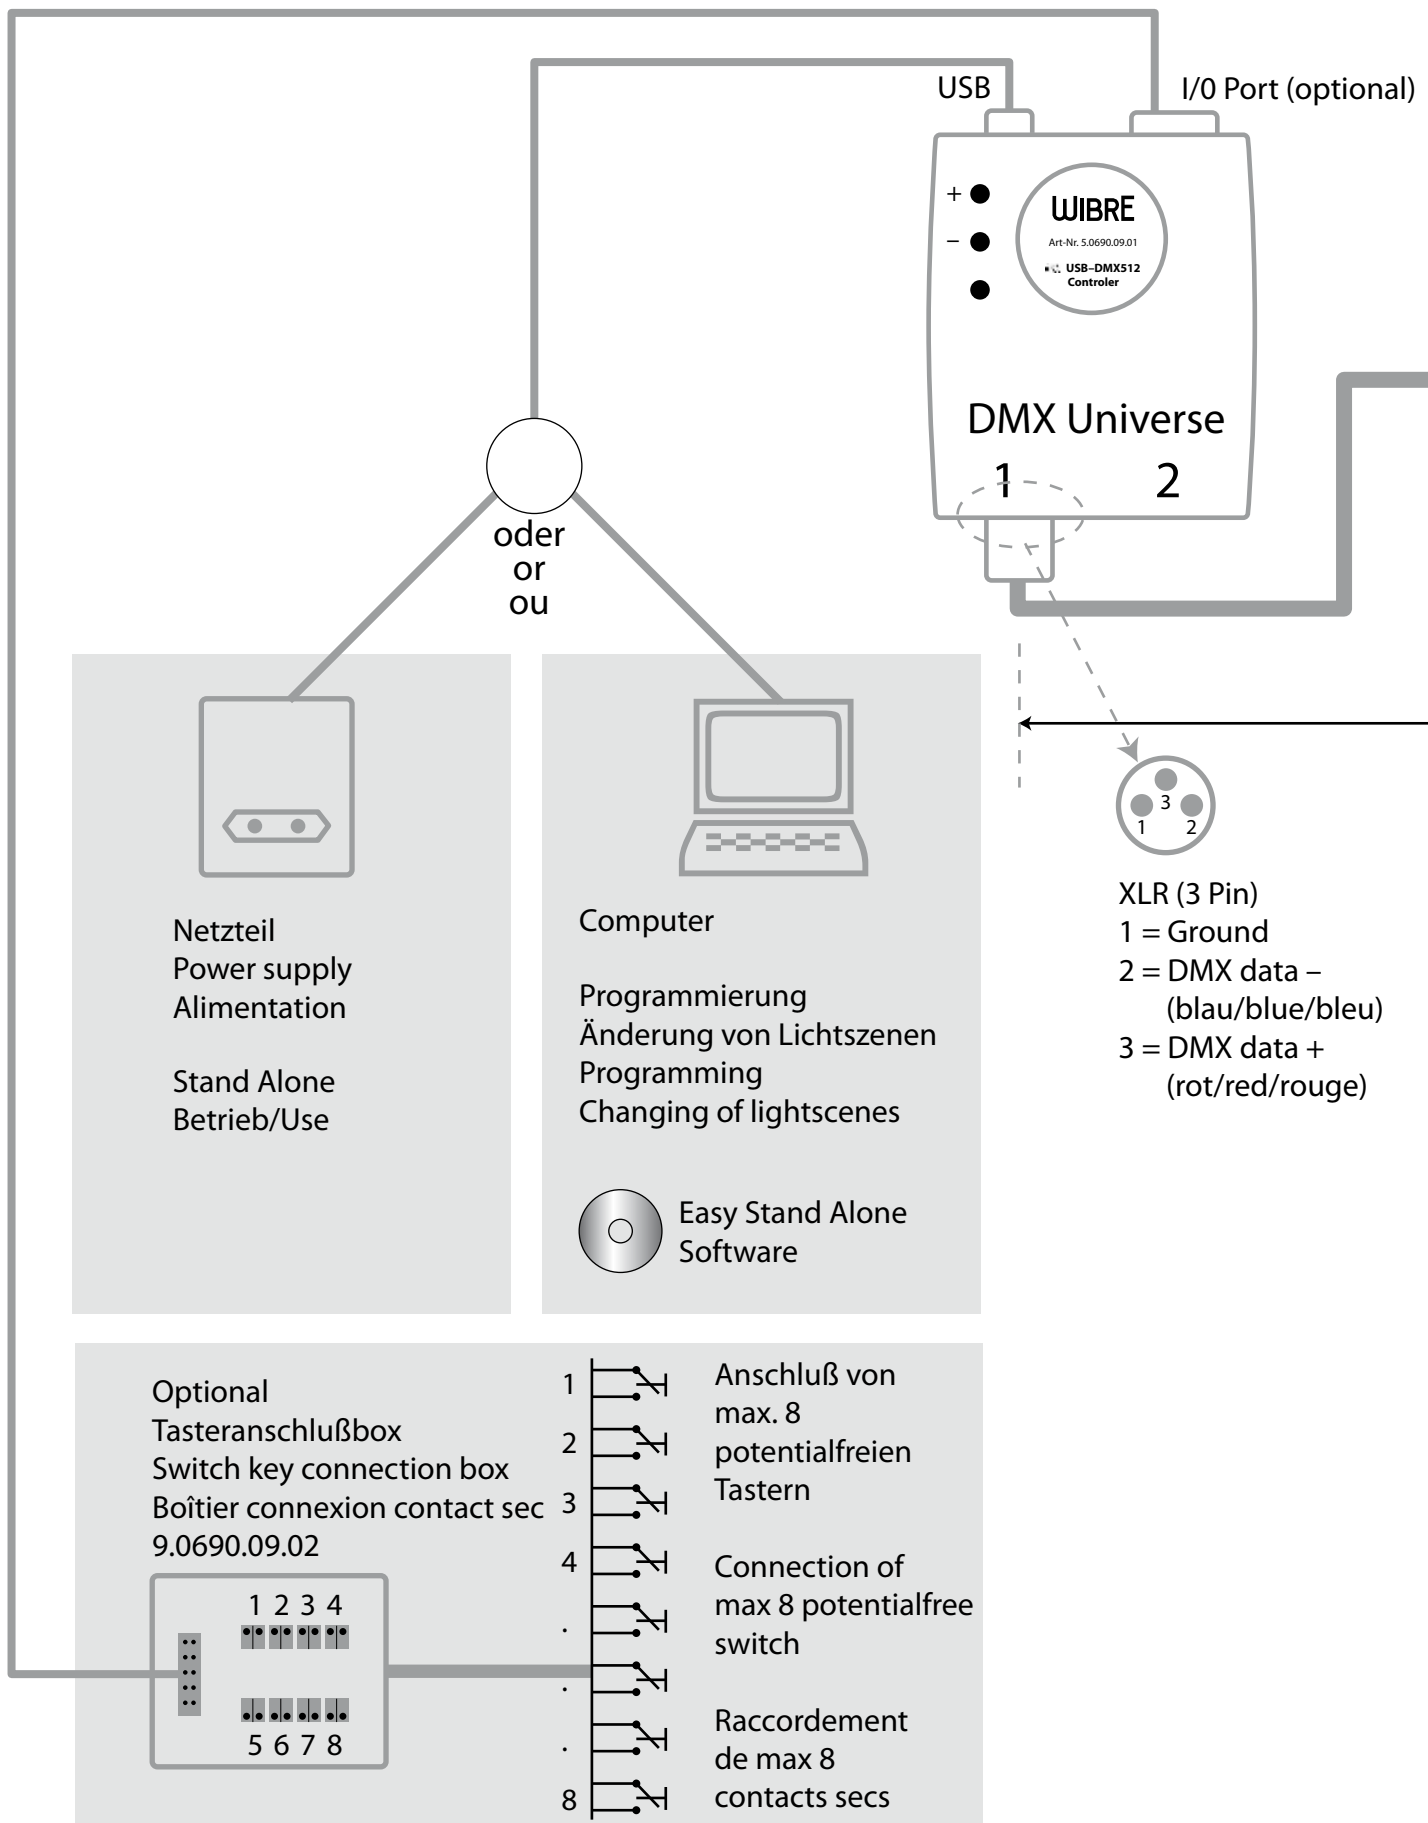 USB
I/0 Port (optional)
+
–
WIBRE
Art-Nr. 5.0690.09.01
USB–DMX512
Controler
DMX Universe
1 2
oder
or
ou
Netzteil
Power supply
Alimentation
Stand Alone
Betrieb/Use
Computer
Programmierung
Änderung von Lichtszenen
Programming
Changing of lightscenes
Easy Stand Alone
Software
3
1 2
XLR (3 Pin)
1 = Ground
2 = DMX data –
(blau/blue/bleu)
3 = DMX data +
(rot/red/rouge)
Optional
Tasteranschlußbox
Switch key connection box
Boîtier connexion contact sec
9.0690.09.02
1 2 3 4
5 6 7 8
1
2
3
4
.
.
.
8
Anschluß von
max. 8
potentialfreien
Tastern
Connection of
max 8 potentialfree
switch
Raccordement
de max 8
contacts secs